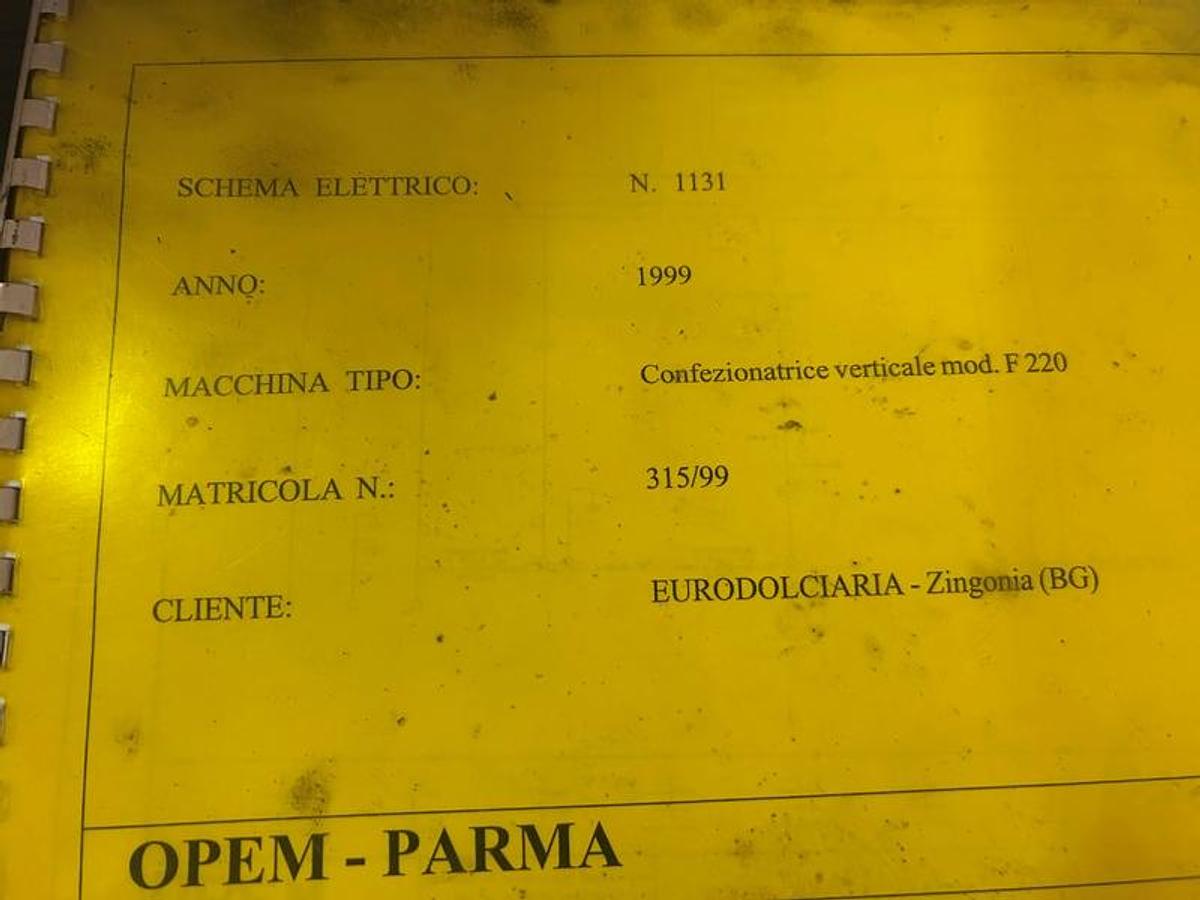 SCHEMA ELETTRICO: N. 1131
ANNO: 1999
MACCHINA TIPO: Confezionatrice verticale mod. F 220
MATRICOLA N.: 315/99
CLIENTE: EURODOLCIARIA - Zingonia (BG)
OPEM - PARMA